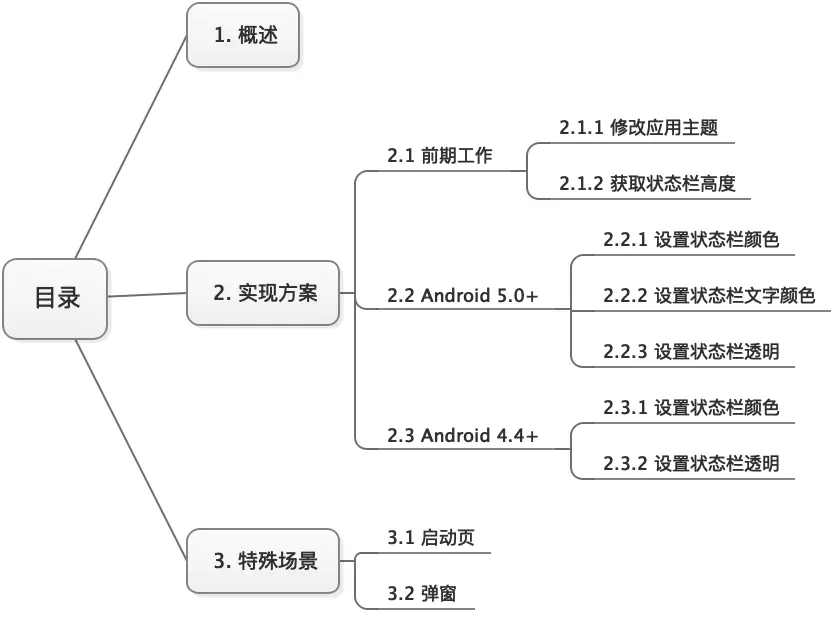 目录
1. 概述
2. 实现方案
2.1 前期工作
2.1.1 修改应用主题
2.1.2 获取状态栏高度
2.2 Android 5.0+
2.2.1 设置状态栏颜色
2.2.2 设置状态栏文字颜色
2.2.3 设置状态栏透明
2.3 Android 4.4+
2.3.1 设置状态栏颜色
2.3.2 设置状态栏透明
3. 特殊场景
3.1 启动页
3.2 弹窗